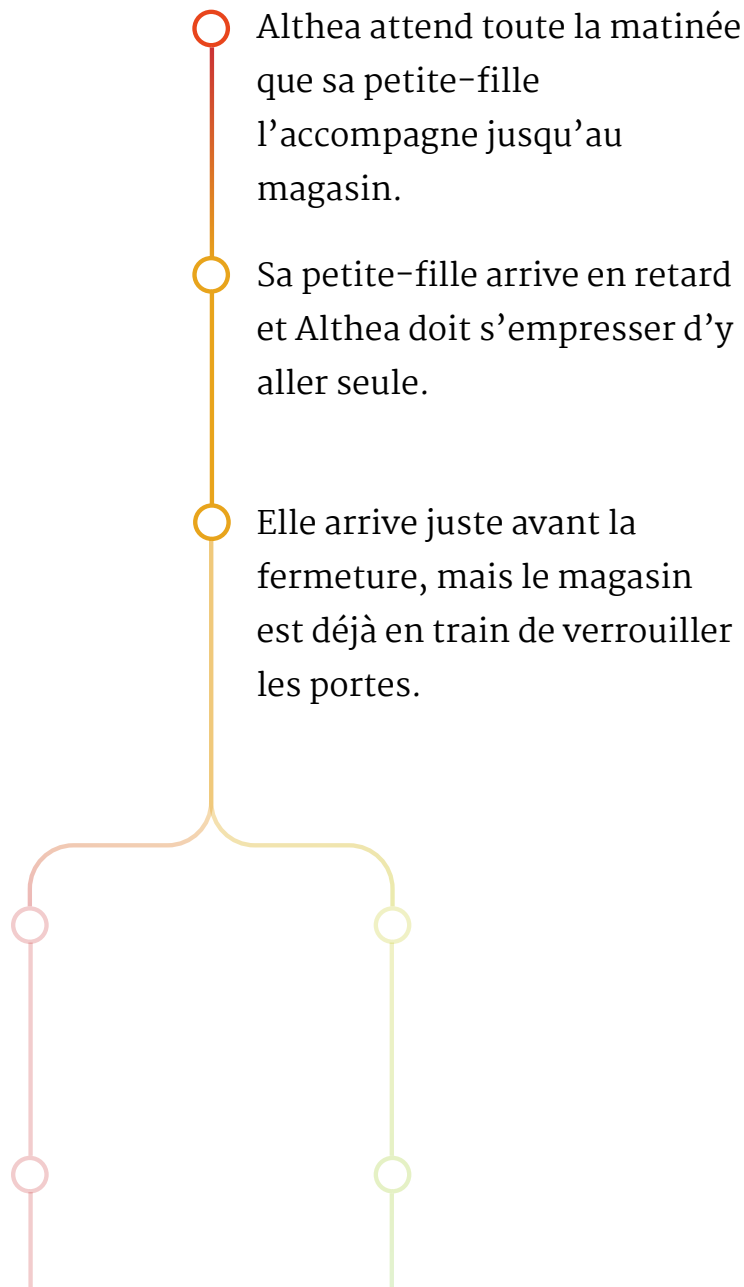 Althea attend toute la matinée
que sa petite-fille
l’accompagne jusqu’au
magasin.
Sa petite-fille arrive en retard
et Althea doit s’empresser d’y
aller seule.
Elle arrive juste avant la
fermeture, mais le magasin
est déjà en train de verrouiller
les portes.